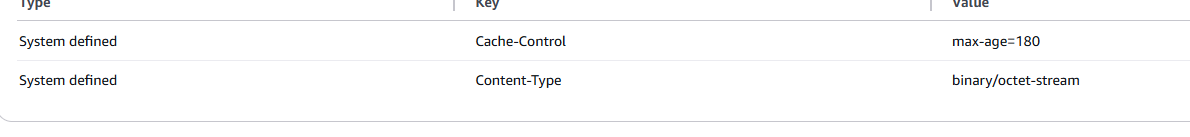 Type Key Value
System defined Cache-Control max-age=180
System defined Content-Type binary/octet-stream